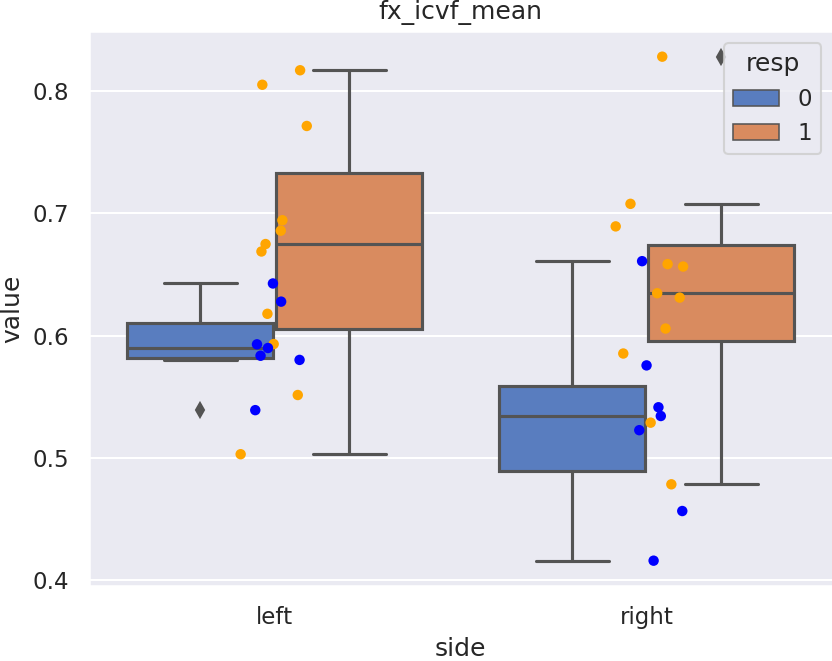 fx_icvf_mean
resp
0
1
0.8
0.7
0.6
0.5
0.4
value
left
right
side